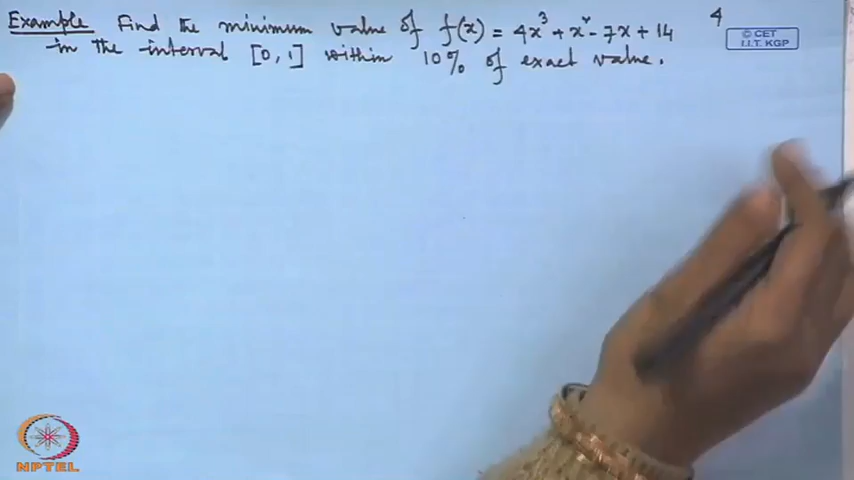 Example Find the minimum value of f(x) = 4x³ + x² - 7x + 14
in the interval [0, 1] within 10% of exact value.
4
© CET
I.I.T. KGP
NPTEL